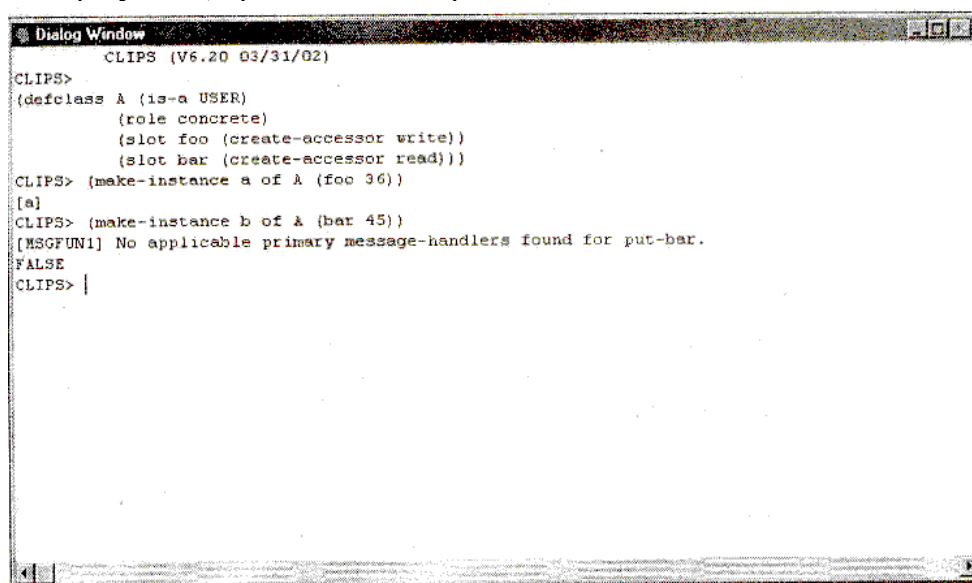 Dialog Window
CLIPS (V6.20 03/31/02)
CLIPS>
(defclass A (is-a USER)
(role concrete)
(slot foo (create-accessor write))
(slot bar (create-accessor read)))
CLIPS> (make-instance a of A (foo 36))
[a]
CLIPS> (make-instance b of A (bar 45))
[MSGFUN1] No applicable primary message-handlers found for put-bar.
FALSE
CLIPS>